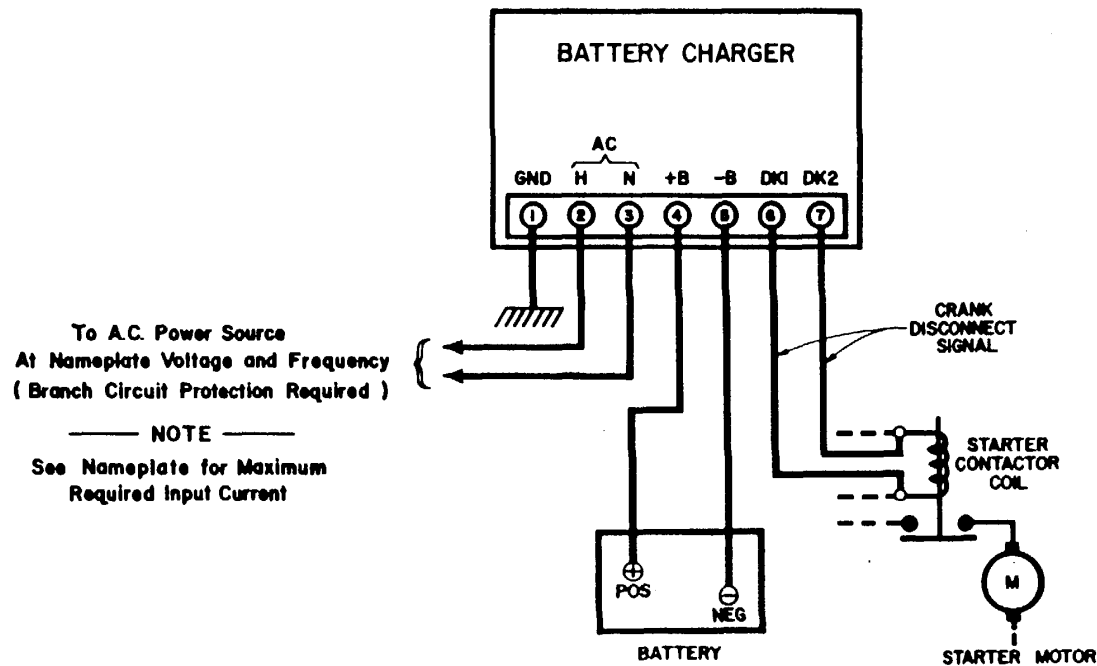 BATTERY CHARGER
AC
GND H N +B -B DK1 DK2
1 2 3 4 5 6 7
To A.C. Power Source
At Nameplate Voltage and Frequency
( Branch Circuit Protection Required )
NOTE
See Nameplate for Maximum
Required Input Current
CRANK
DISCONNECT
SIGNAL
STARTER
CONTACTOR
COIL
POS
NEG
BATTERY
M
STARTER MOTOR